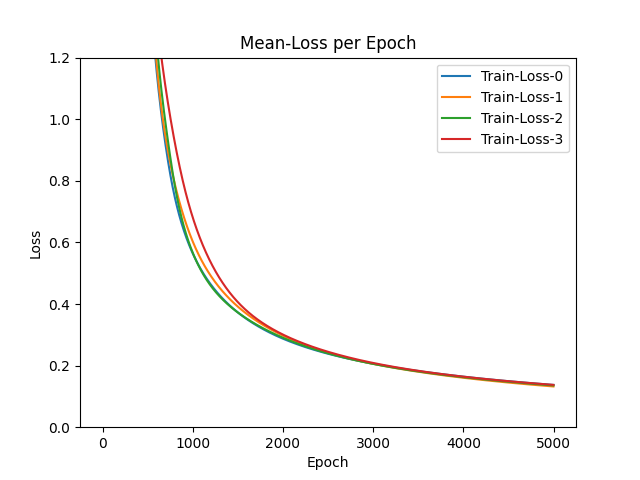 Mean-Loss per Epoch
1.2
1.0
0.8
0.6
0.4
0.2
0.0
Loss
Train-Loss-0
Train-Loss-1
Train-Loss-2
Train-Loss-3
0 1000 2000 3000 4000 5000
Epoch